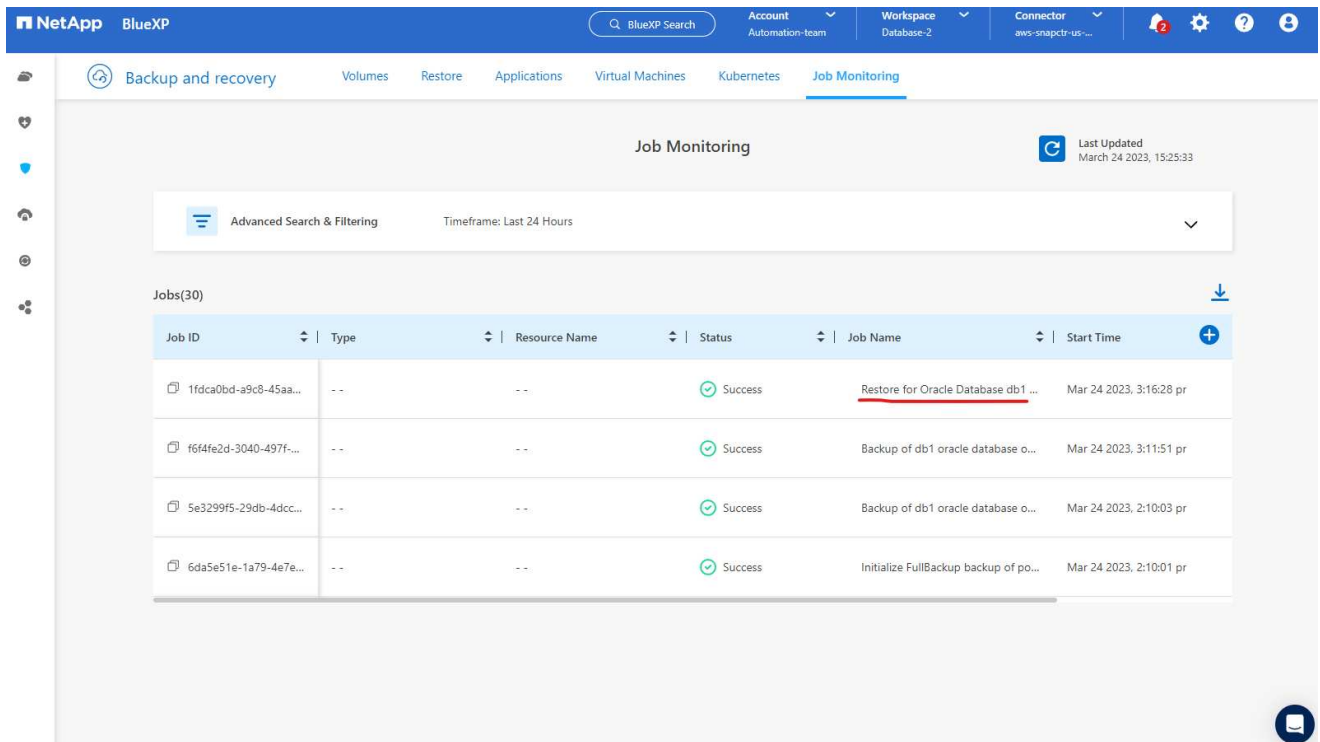 NetApp BlueXP BlueXP Search Account Workspace Connector 2
Automation-team Database-2 aws-snapctr-us-...
Backup and recovery Volumes Restore Applications Virtual Machines Kubernetes Job Monitoring
Job Monitoring
Last Updated
March 24 2023, 15:25:33
Advanced Search & Filtering Timeframe: Last 24 Hours
Jobs(30)
Job ID Type Resource Name Status Job Name Start Time
1fdca0bd-a9c8-45aa... - - - - Success Restore for Oracle Database db1 ... Mar 24 2023, 3:16:28 pr
f6f4fe2d-3040-497f-... - - - - Success Backup of db1 oracle database o... Mar 24 2023, 3:11:51 pr
5e3299f5-29db-4dcc... - - - - Success Backup of db1 oracle database o... Mar 24 2023, 2:10:03 pr
6da5e51e-1a79-4e7e... - - - - Success Initialize FullBackup backup of po... Mar 24 2023, 2:10:01 pr